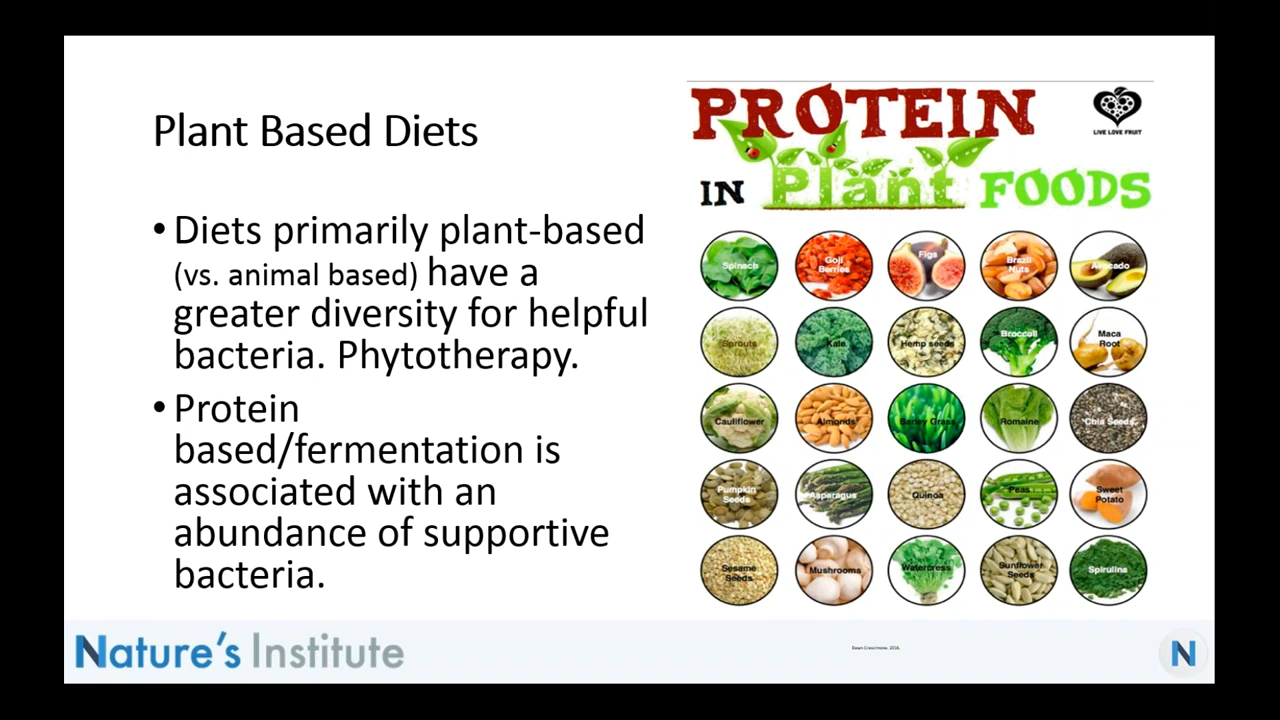 Plant Based Diets
• Diets primarily plant-based
(vs. animal based) have a
greater diversity for helpful
bacteria. Phytotherapy.
• Protein
based/fermentation is
associated with an
abundance of supportive
bacteria.
PROTEIN
LIVE LOVE FRUIT
IN Plant FOODS
Spinach
Goji
Berries
Figs
Brazil
Nuts
Avocado
Sprouts
Kale
Hemp seeds
Broccoli
Maca
Root
Cauliflower
Almonds
Barley Grass
Romaine
Chia Seeds
Pumpkin
Seeds
Asparagus
Quinoa
Peas
Sweet
Potato
Sesame
Seeds
Mushrooms
Watercress
Sunflower
Seeds
Spirulina
Nature's Institute
2016.
N